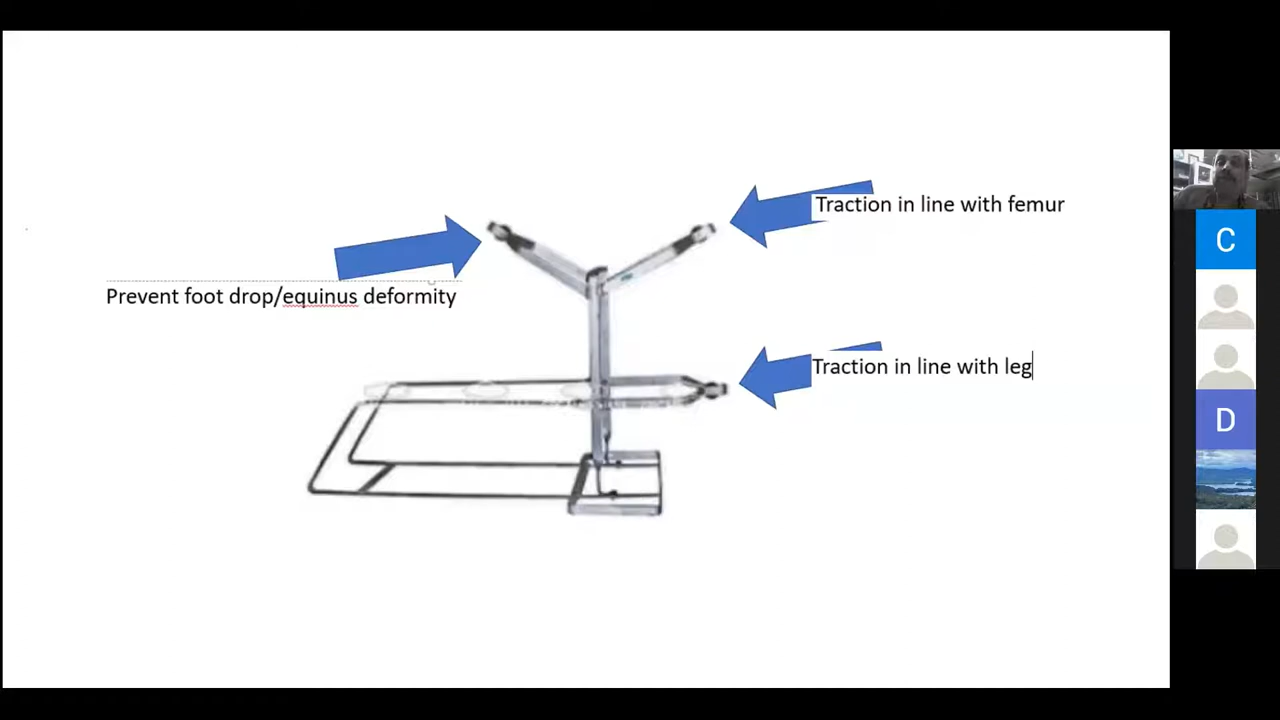 Traction in line with femur
Prevent foot drop/equinus deformity
Traction in line with leg
C
D